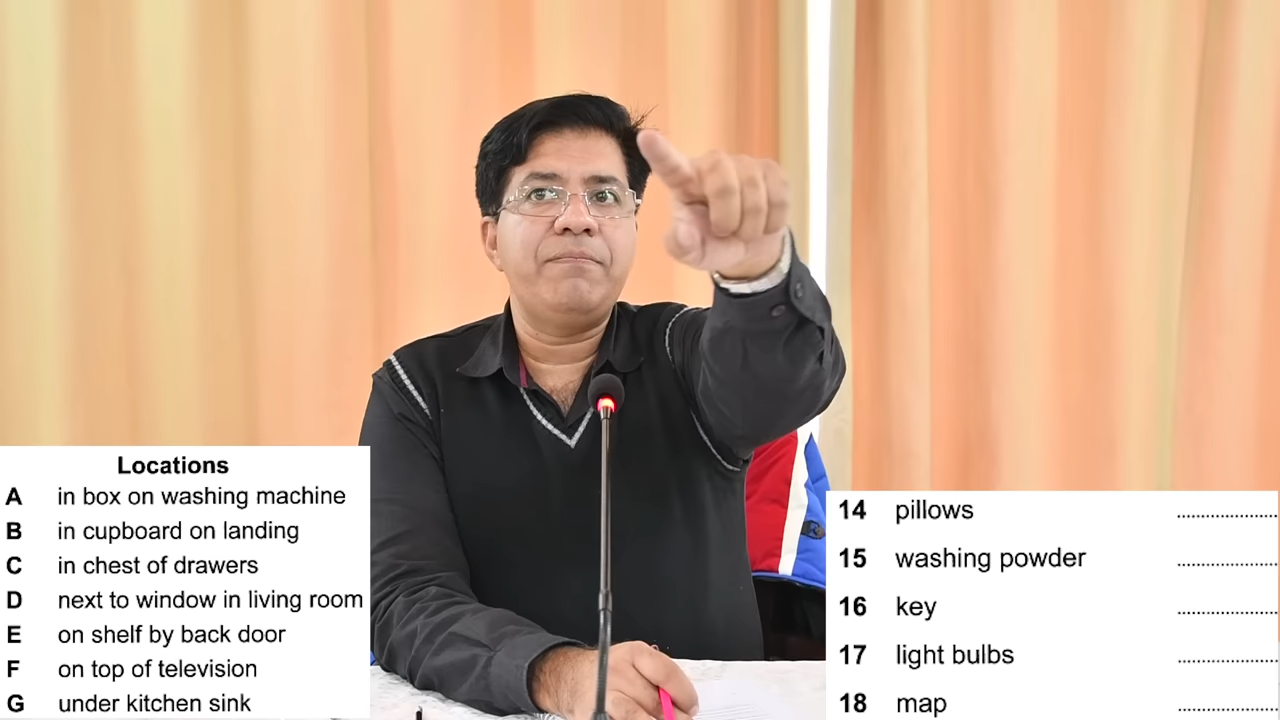 Locations
A in box on washing machine
B in cupboard on landing
C in chest of drawers
D next to window in living room
E on shelf by back door
F on top of television
G under kitchen sink
14 pillows ....................
15 washing powder ....................
16 key ....................
17 light bulbs ....................
18 map ....................